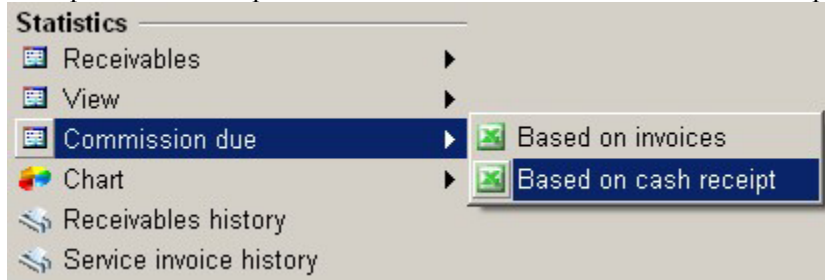 Statistics
Receivables
View
Commission due
Based on invoices
Chart
Based on cash receipt
Receivables history
Service invoice history